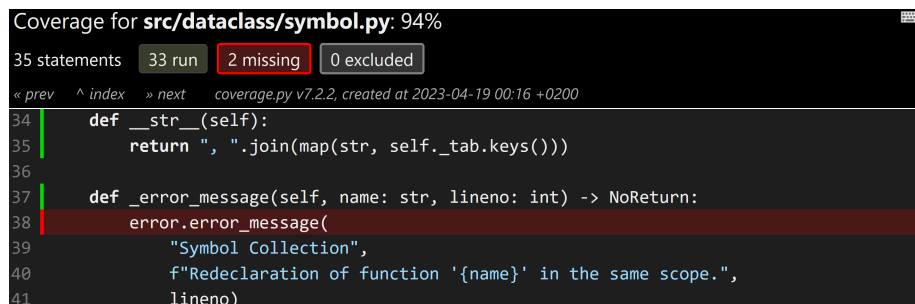 Coverage for src/dataclass/symbol.py: 94%
35 statements 33 run 2 missing 0 excluded
« prev ^ index » next coverage.py v7.2.2, created at 2023-04-19 00:16 +0200
34 def __str__(self):
35 return ", ".join(map(str, self._tab.keys()))
36
37 def _error_message(self, name: str, lineno: int) -> NoReturn:
38 error.error_message(
39 "Symbol Collection",
40 f"Redeclaration of function '{name}' in the same scope.",
41 lineno)